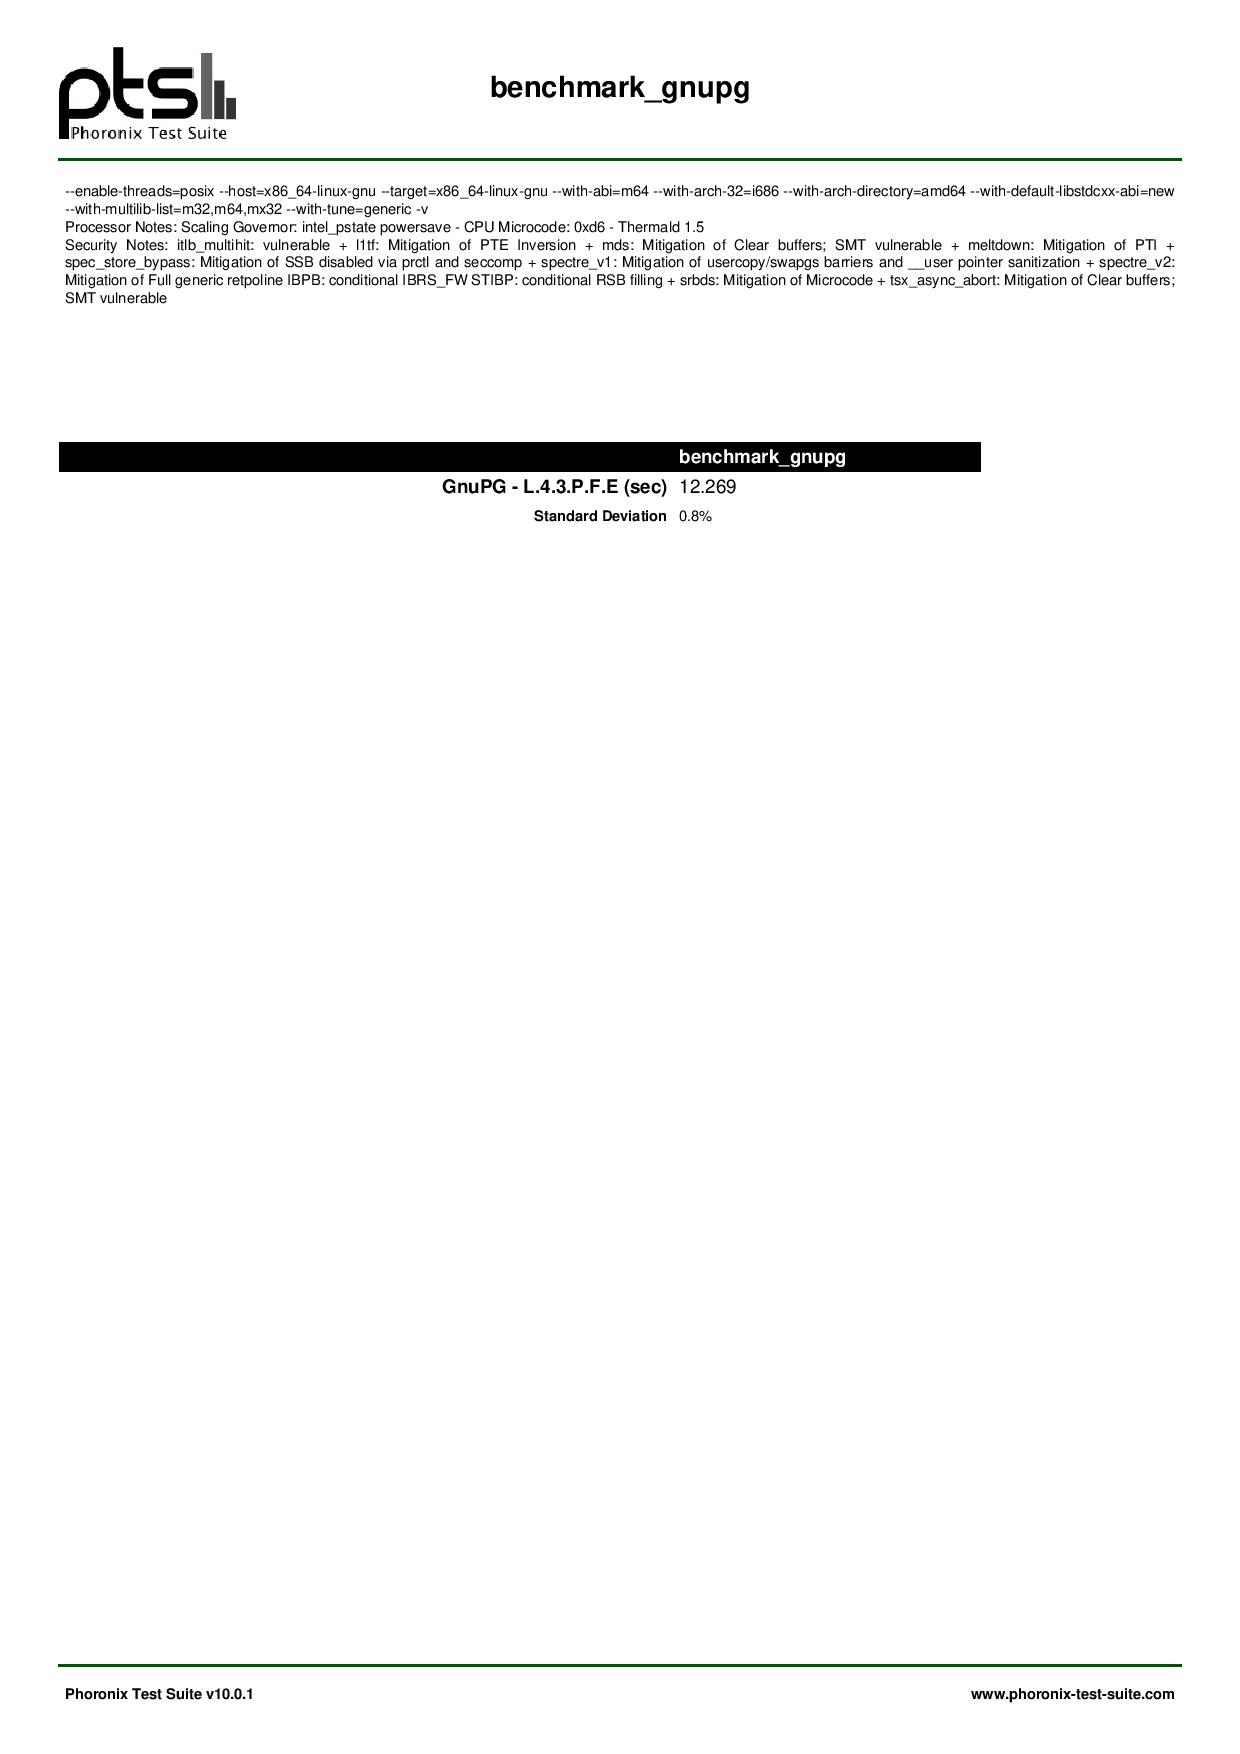 pts
Phoronix Test Suite
benchmark_gnupg
--enable-threads=posix --host=x86_64-linux-gnu --target=x86_64-linux-gnu --with-abi=m64 --with-arch-32=i686 --with-arch-directory=amd64 --with-default-libstdcxx-abi=new
--with-multilib-list=m32,m64,mx32 --with-tune=generic -v
Processor Notes: Scaling Governor: intel_pstate powersave - CPU Microcode: 0xd6 - Thermald 1.5
Security Notes: itlb_multihit: vulnerable + l1tf: Mitigation of PTE Inversion + mds: Mitigation of Clear buffers; SMT vulnerable + meltdown: Mitigation of PTI +
spec_store_bypass: Mitigation of SSB disabled via prctl and seccomp + spectre_v1: Mitigation of usercopy/swapgs barriers and __user pointer sanitization + spectre_v2:
Mitigation of Full generic retpoline IBPB: conditional IBRS_FW STIBP: conditional RSB filling + srbds: Mitigation of Microcode + tsx_async_abort: Mitigation of Clear buffers;
SMT vulnerable
benchmark_gnupg
GnuPG - L.4.3.P.F.E (sec) 12.269
Standard Deviation 0.8%
Phoronix Test Suite v10.0.1
www.phoronix-test-suite.com